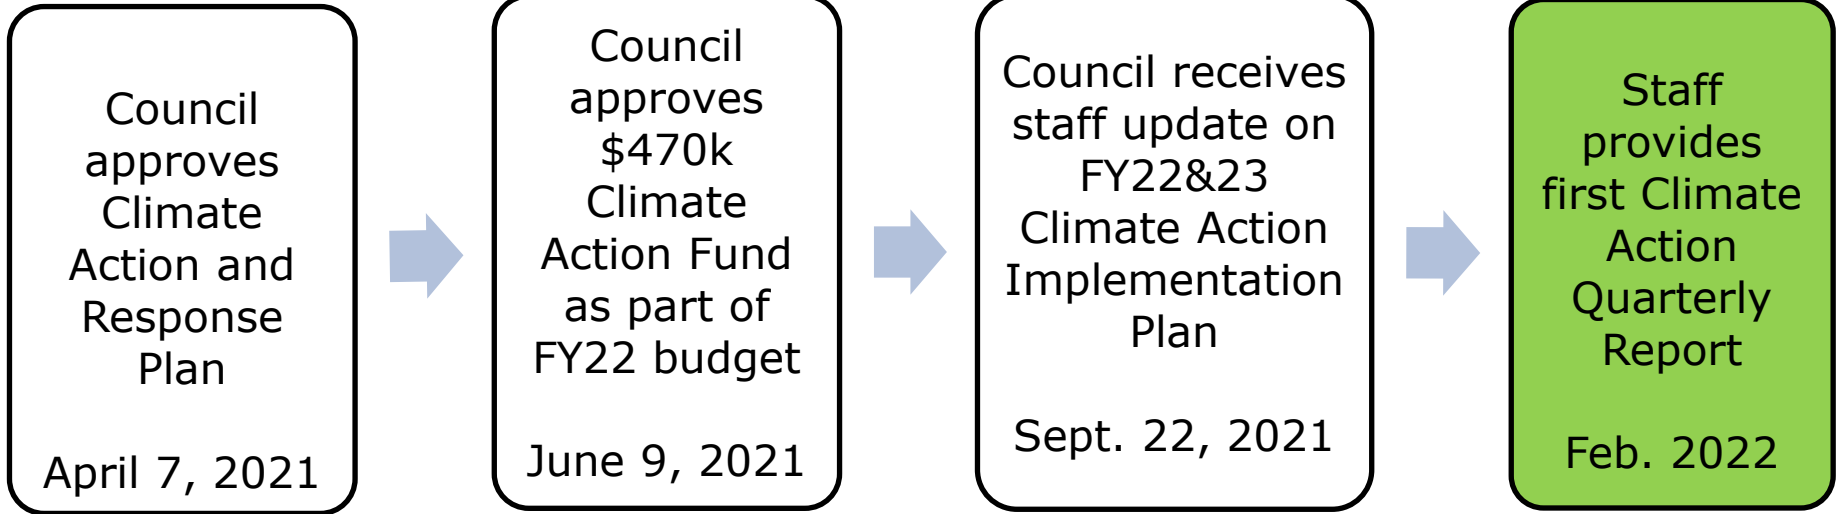 Council
approves
Climate
Action and
Response
Plan
April 7, 2021
Council
approves
$470k
Climate
Action Fund
as part of
FY22 budget
June 9, 2021
Council receives
staff update on
FY22&23
Climate Action
Implementation
Plan
Sept. 22, 2021
Staff
provides
first Climate
Action
Quarterly
Report
Feb. 2022